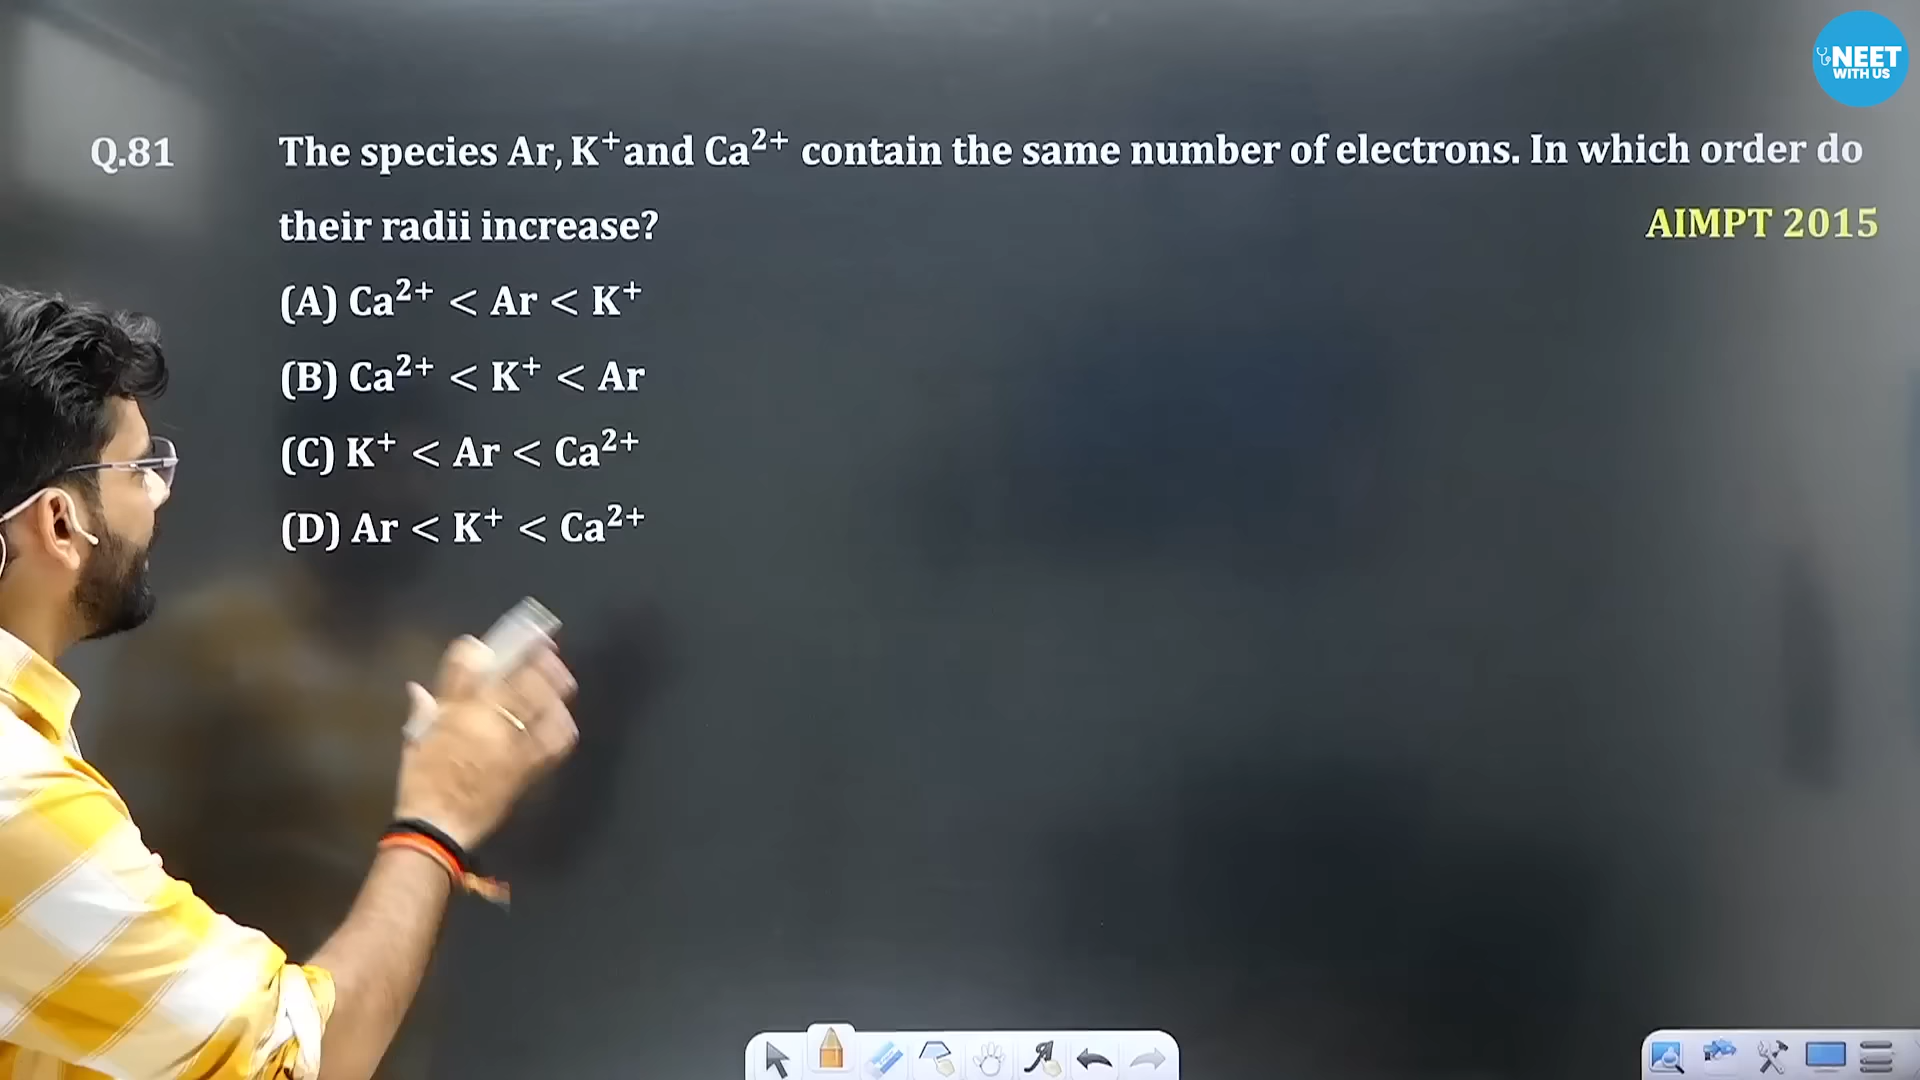 NEET
WITH US
Q.81 The species Ar, K⁺and Ca²⁺ contain the same number of electrons. In which order do
their radii increase? AIMPT 2015
(A) Ca²⁺ < Ar < K⁺
(B) Ca²⁺ < K⁺ < Ar
(C) K⁺ < Ar < Ca²⁺
(D) Ar < K⁺ < Ca²⁺